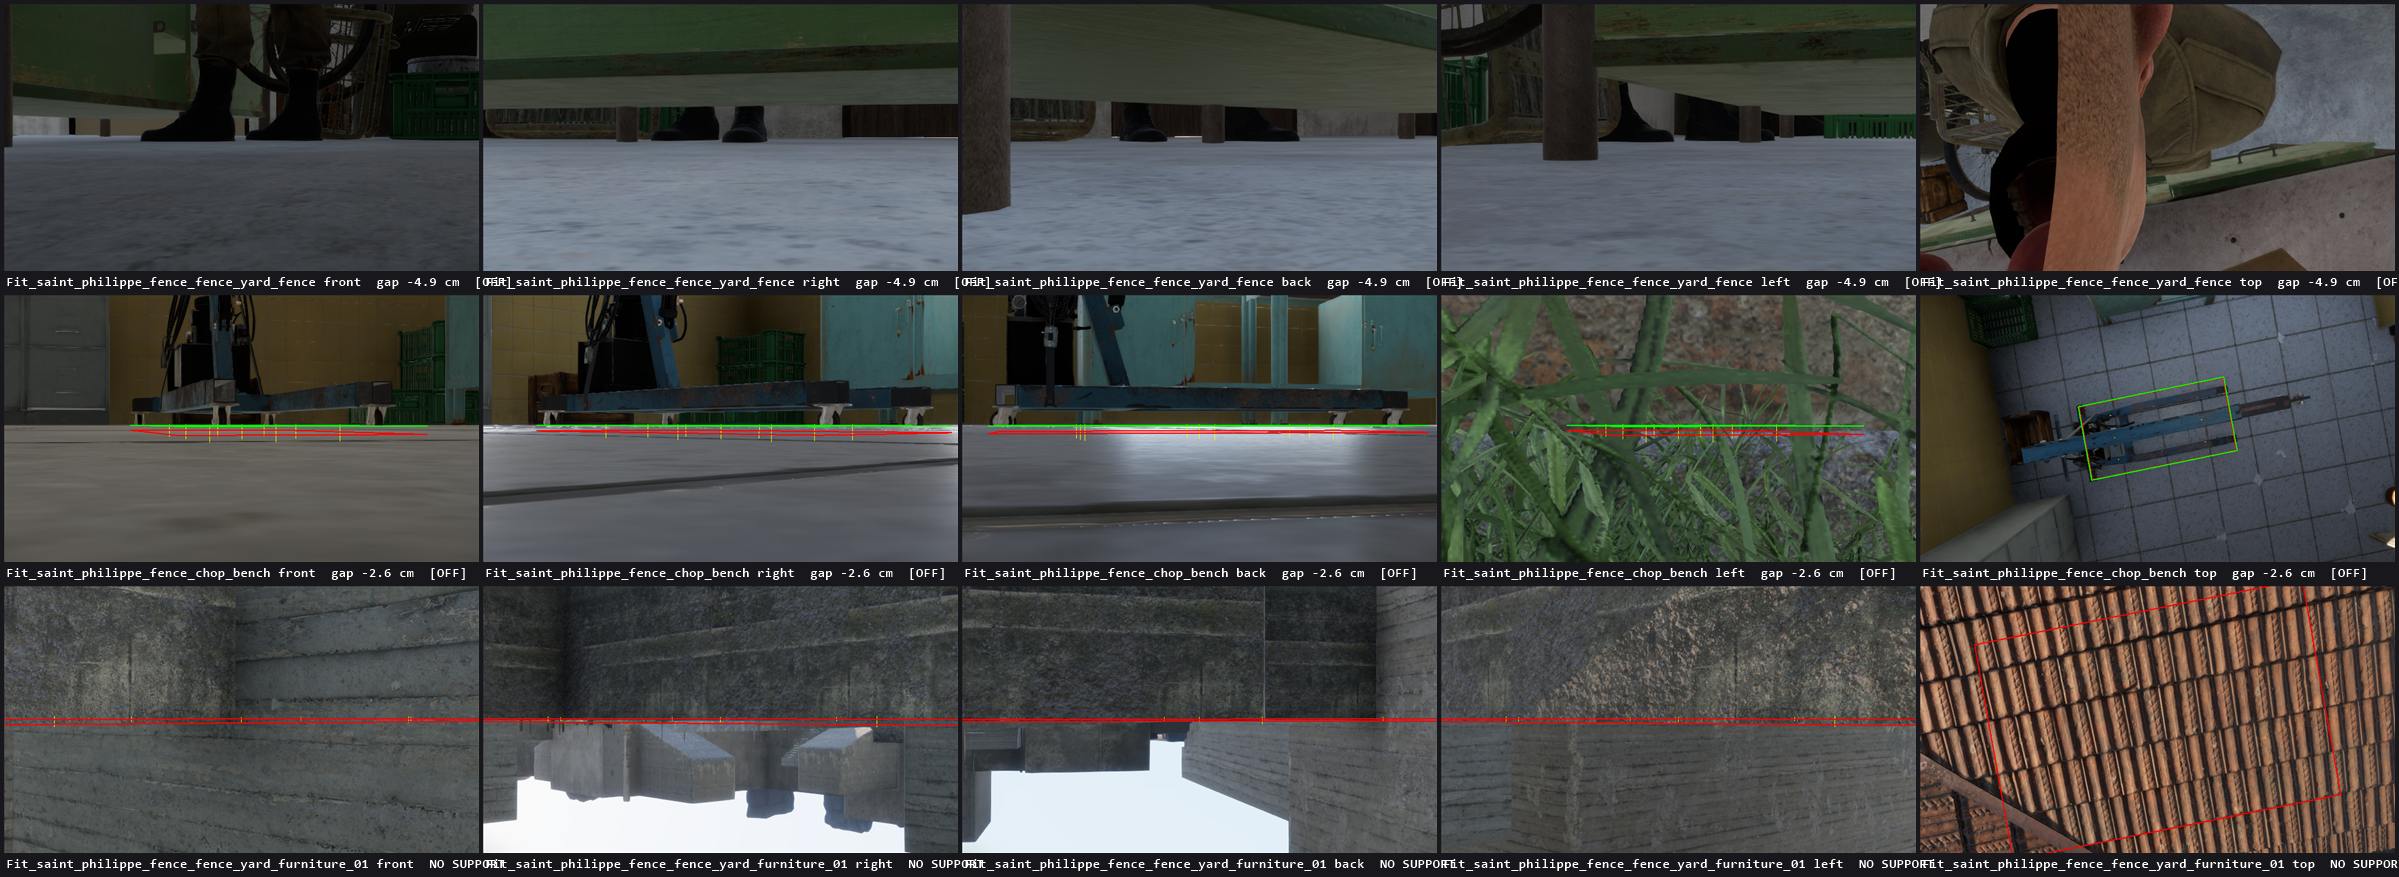 Fit_saint_philippe_fence_fence_yard_fence front gap -4.9 cm [OFF]
Fit_saint_philippe_fence_fence_yard_fence right gap -4.9 cm [OFF]
Fit_saint_philippe_fence_fence_yard_fence back gap -4.9 cm [OFF]
Fit_saint_philippe_fence_fence_yard_fence left gap -4.9 cm [OFF]
Fit_saint_philippe_fence_fence_yard_fence top gap -4.9 cm [OF
Fit_saint_philippe_fence_chop_bench front gap -2.6 cm [OFF]
Fit_saint_philippe_fence_chop_bench right gap -2.6 cm [OFF]
Fit_saint_philippe_fence_chop_bench back gap -2.6 cm [OFF]
Fit_saint_philippe_fence_chop_bench left gap -2.6 cm [OFF]
Fit_saint_philippe_fence_chop_bench top gap -2.6 cm [OFF]
Fit_saint_philippe_fence_fence_yard_furniture_01 front NO SUPPORT
Fit_saint_philippe_fence_fence_yard_furniture_01 right NO SUPPORT
Fit_saint_philippe_fence_fence_yard_furniture_01 back NO SUPPORT
Fit_saint_philippe_fence_fence_yard_furniture_01 left NO SUPPORT
Fit_saint_philippe_fence_fence_yard_furniture_01 top NO SUPPOR